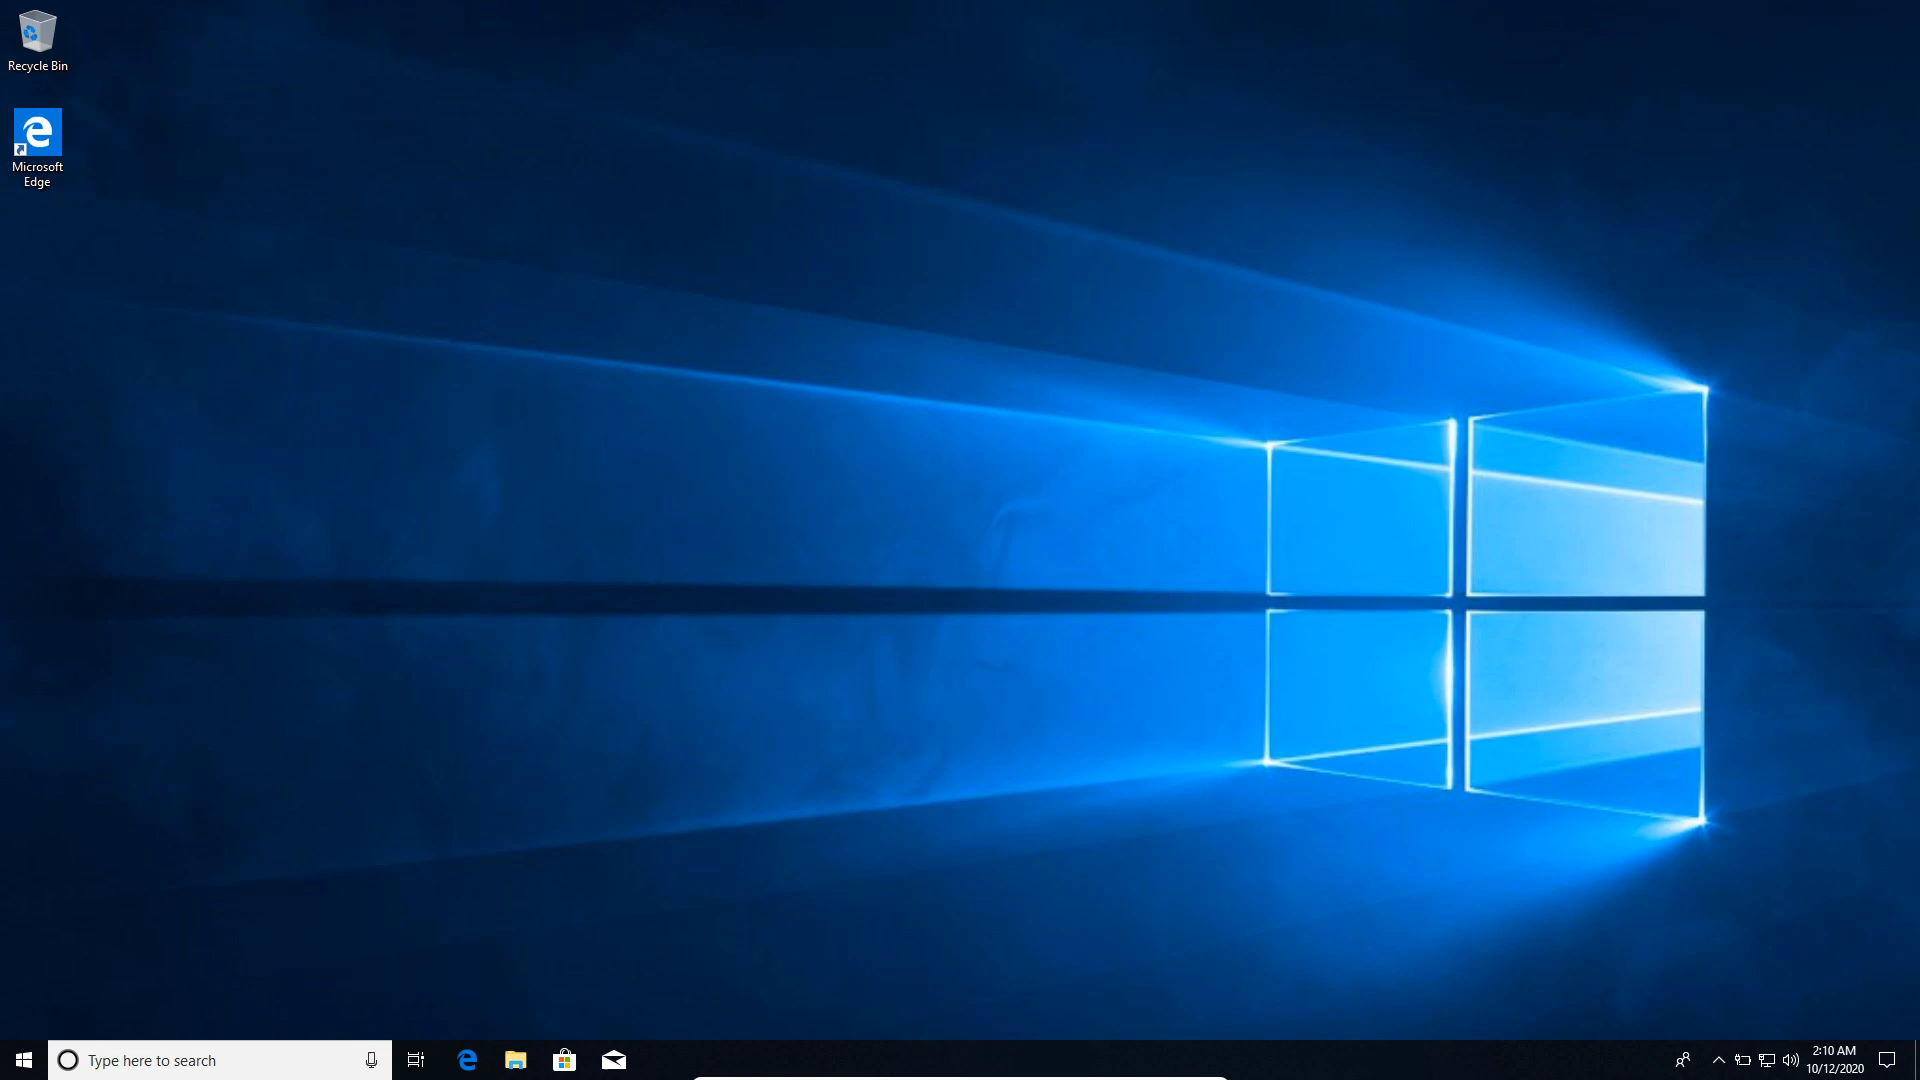 Recycle Bin
Microsoft
Edge
Type here to search
2:10 AM
10/12/2020